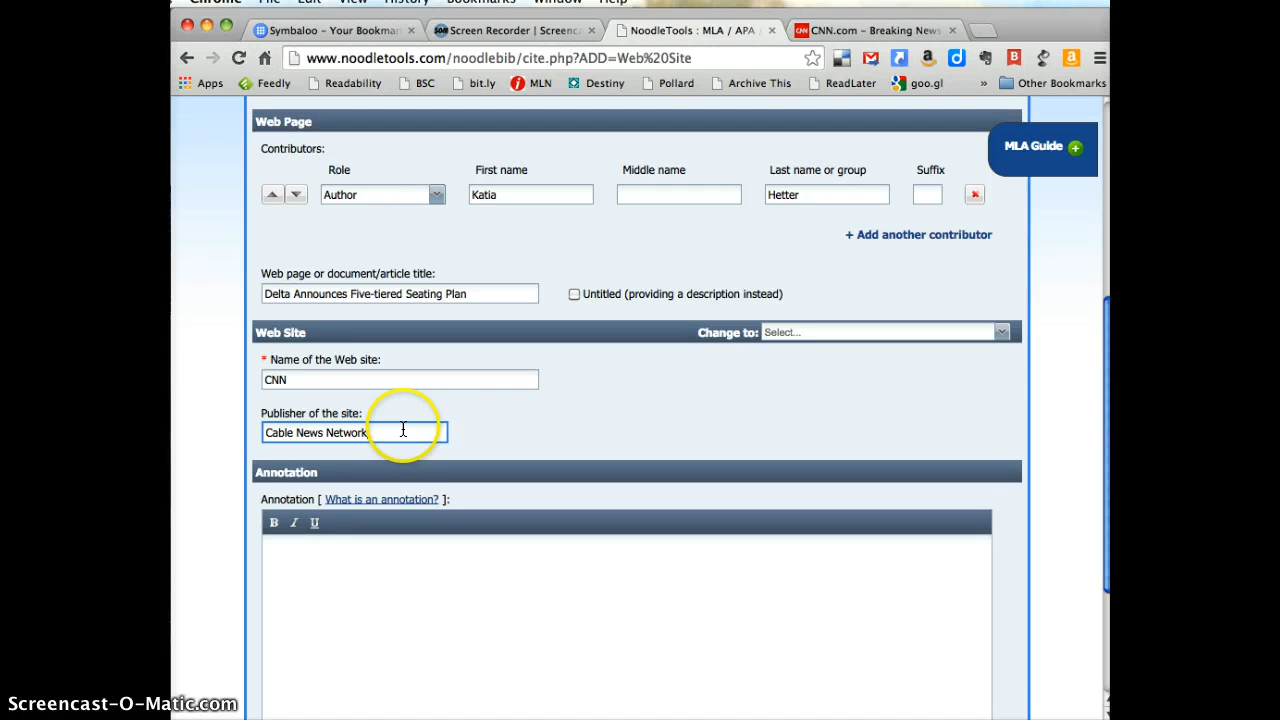 Chrome File Edit View History Bookmarks Window Help
Symbaloo - Your Bookmar
Screen Recorder | Screenca
NoodleTools : MLA / APA
CNN.com - Breaking News
www.noodletools.com/noodlebib/cite.php?ADD=Web%20Site
Apps Feedly Readability BSC bit.ly MLN Destiny Pollard Archive This ReadLater goo.gl » Other Bookmarks
Web Page
MLA Guide
Contributors:
Role First name Middle name Last name or group Suffix
Author Katia Hetter
+ Add another contributor
Web page or document/article title:
Delta Announces Five-tiered Seating Plan Untitled (providing a description instead)
Web Site Change to: Select...
* Name of the Web site:
CNN
Publisher of the site:
Cable News Network
Annotation
Annotation [ What is an annotation? ]:
B I U
Screencast-O-Matic.com